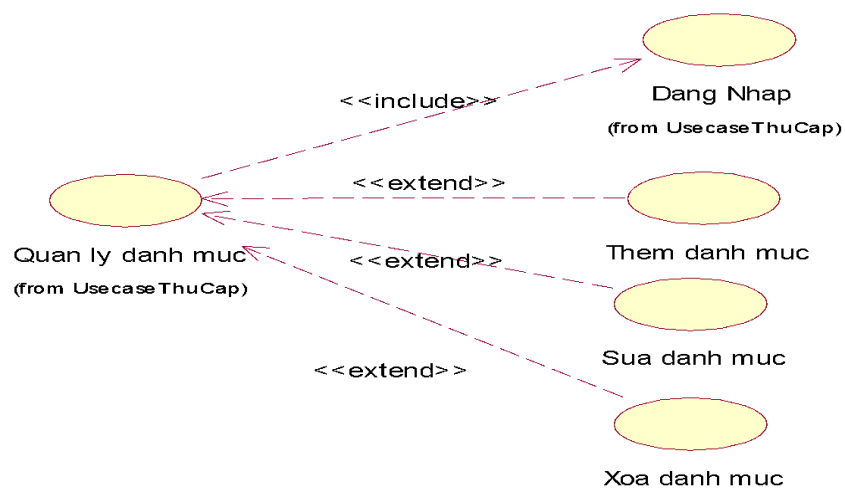 <<include>>
Dang Nhap
(from UsecaseThuCap)
<<extend>>
Quan ly danh muc
(from UsecaseThuCap)
Them danh muc
<<extend>>
Sua danh muc
<<extend>>
Xoa danh muc